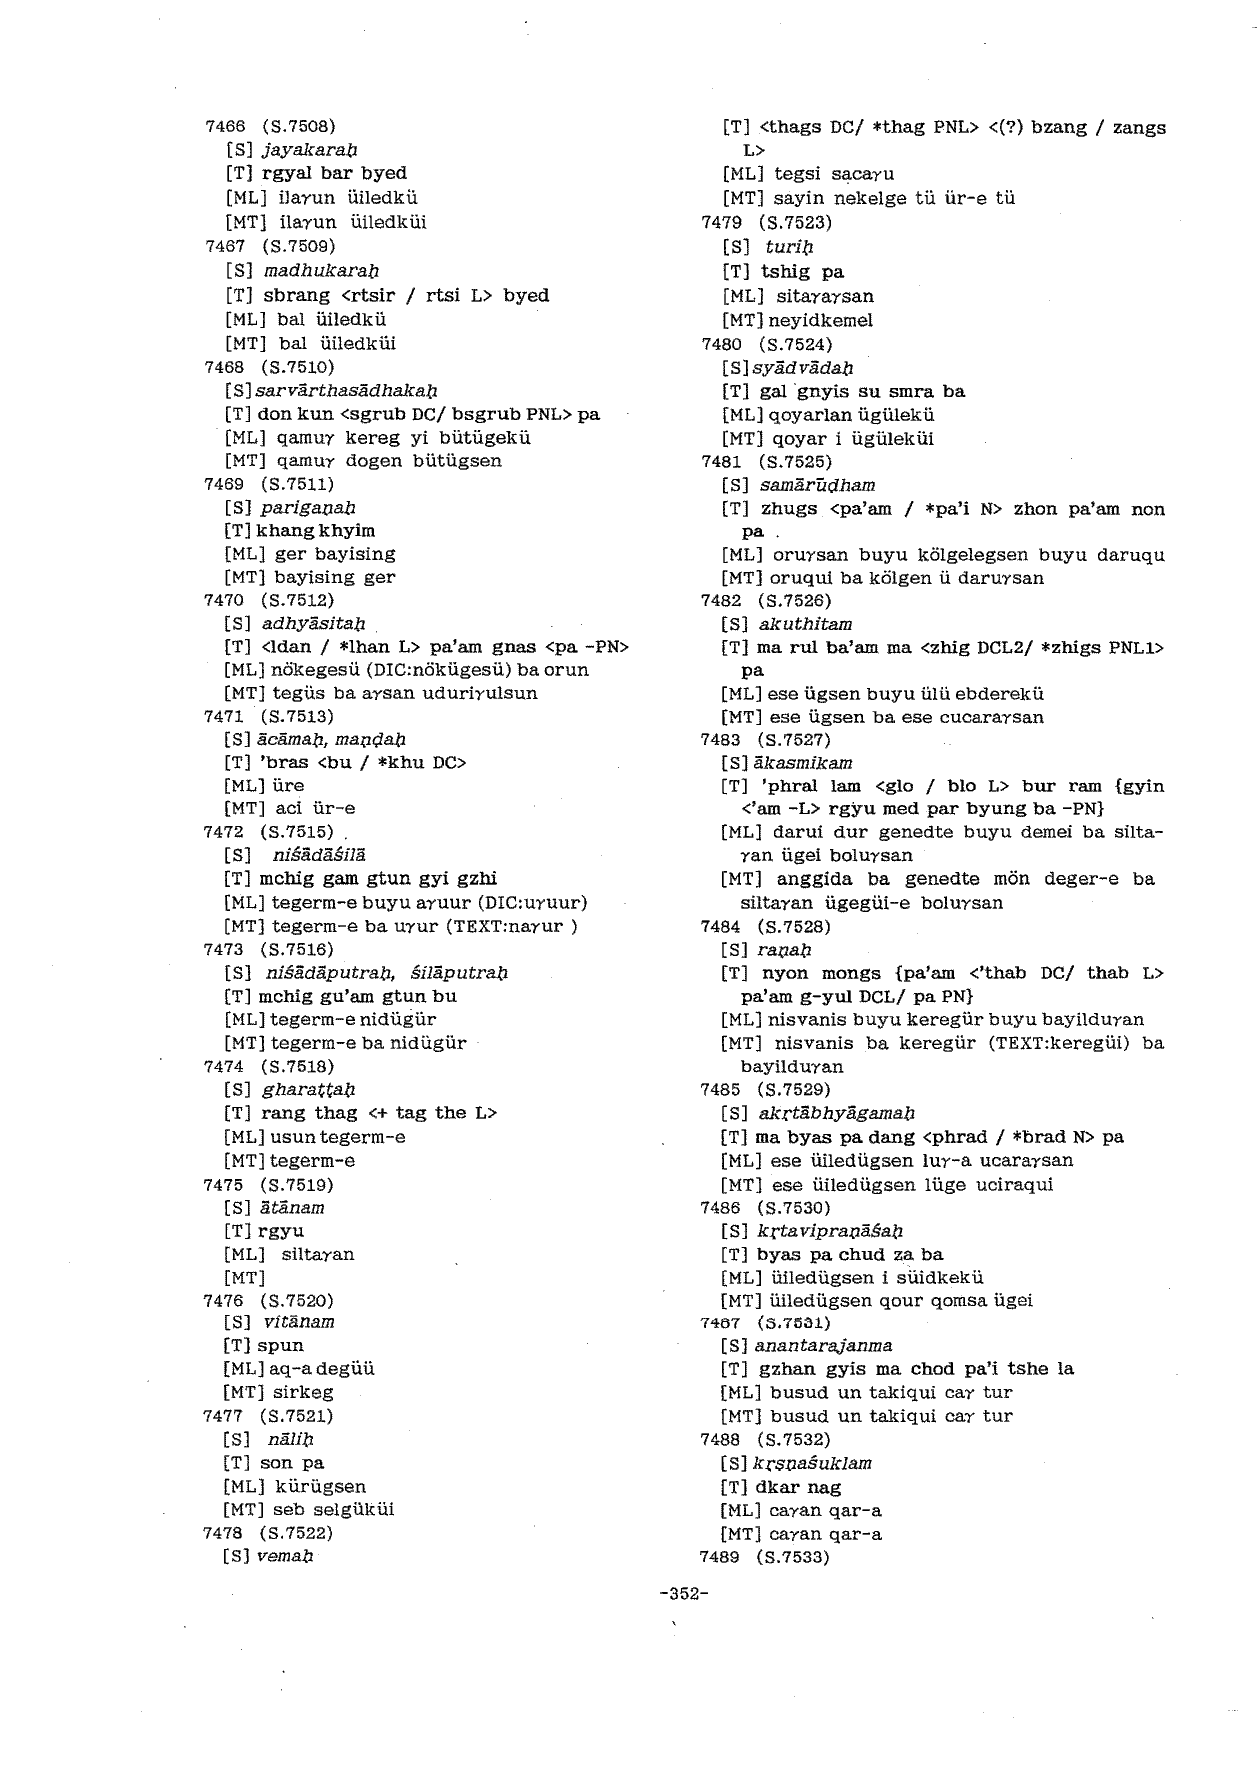 7466 (S.7508)
[S] jayakaraḥ
[T] rgyal bar byed
[ML] ilaɣun üiledkü
[MT] ilaɣun üiledküi
7467 (S.7509)
[S] madhukaraḥ
[T] sbrang <rtsir / rtsi L> byed
[ML] bal üiledkü
[MT] bal üiledküi
7468 (S.7510)
[S] sarvārthasādhakaḥ
[T] don kun <sgrub DC/ bsgrub PNL> pa
[ML] qamuɣ kereg yi bütügekü
[MT] qamuɣ dogen bütügsen
7469 (S.7511)
[S] parigaṇaḥ
[T] khang khyim
[ML] ger bayising
[MT] bayising ger
7470 (S.7512)
[S] adhyāsitaḥ
[T] <ldan / *lhan L> pa'am gnas <pa -PN>
[ML] nökegesü (DIC:nökügesü) ba orun
[MT] tegüs ba aɣsan uduriɣulsun
7471 (S.7513)
[S] ācāmaḥ, maṇḍaḥ
[T] 'bras <bu / *khu DC>
[ML] üre
[MT] aci ür-e
7472 (S.7515)
[S] niśādāśilā
[T] mchig gam gtun gyi gzhi
[ML] tegerm-e buyu aɣuur (DIC:uɣuur)
[MT] tegerm-e ba uɣur (TEXT:naɣur )
7473 (S.7516)
[S] niśādāputraḥ, śilāputraḥ
[T] mchig gu'am gtun bu
[ML] tegerm-e nidügür
[MT] tegerm-e ba nidügür
7474 (S.7518)
[S] gharaṭṭaḥ
[T] rang thag <+ tag the L>
[ML] usun tegerm-e
[MT] tegerm-e
7475 (S.7519)
[S] ātānam
[T] rgyu
[ML] siltaɣan
[MT]
7476 (S.7520)
[S] vitānam
[T] spun
[ML] aq-a degüü
[MT] sirkeg
7477 (S.7521)
[S] nāliḥ
[T] son pa
[ML] kürügsen
[MT] seb selgüküi
7478 (S.7522)
[S] vemaḥ
[T] <thags DC/ *thag PNL> <(?) bzang / zangs
L>
[ML] tegsi sacaɣu
[MT] sayin nekelge tü ür-e tü
7479 (S.7523)
[S] turiḥ
[T] tshig pa
[ML] sitaɣaɣsan
[MT] neyidkemel
7480 (S.7524)
[S] syādvādaḥ
[T] gal gnyis su smra ba
[ML] qoyarlan ügülekü
[MT] qoyar i ügüleküi
7481 (S.7525)
[S] samārūḍham
[T] zhugs <pa'am / *pa'i N> zhon pa'am non
pa .
[ML] oruɣsan buyu kölgelegsen buyu daruqu
[MT] oruqui ba kölgen ü daruɣsan
7482 (S.7526)
[S] akuthitam
[T] ma rul ba'am ma <zhig DCL2/ *zhigs PNL1>
pa
[ML] ese ügsen buyu ülü ebderekü
[MT] ese ügsen ba ese cucaraɣsan
7483 (S.7527)
[S] ākasmikam
[T] 'phral lam <glo / blo L> bur ram {gyin
<'am -L> rgyu med par byung ba -PN}
[ML] darui dur genedte buyu demei ba silta-
ɣan ügei boluɣsan
[MT] anggida ba genedte mön deger-e ba
siltaɣan ügegüi-e boluɣsan
7484 (S.7528)
[S] raṇaḥ
[T] nyon mongs {pa'am <'thab DC/ thab L>
pa'am g-yul DCL/ pa PN}
[ML] nisvanis buyu keregür buyu bayilduɣan
[MT] nisvanis ba keregür (TEXT:keregüi) ba
bayilduɣan
7485 (S.7529)
[S] akṛtābhyāgamaḥ
[T] ma byas pa dang <phrad / *brad N> pa
[ML] ese üiledügsen luɣ-a ucaraɣsan
[MT] ese üiledügsen lüge uciraqui
7486 (S.7530)
[S] kṛtavipraṇāśaḥ
[T] byas pa chud za ba
[ML] üiledügsen i süidkekü
[MT] üiledügsen qour qomsa ügei
7487 (S.7531)
[S] anantarajanma
[T] gzhan gyis ma chod pa'i tshe la
[ML] busud un takiqui caɣ tur
[MT] busud un takiqui caɣ tur
7488 (S.7532)
[S] kṛṣṇaśuklam
[T] dkar nag
[ML] caɣan qar-a
[MT] caɣan qar-a
7489 (S.7533)
-352-